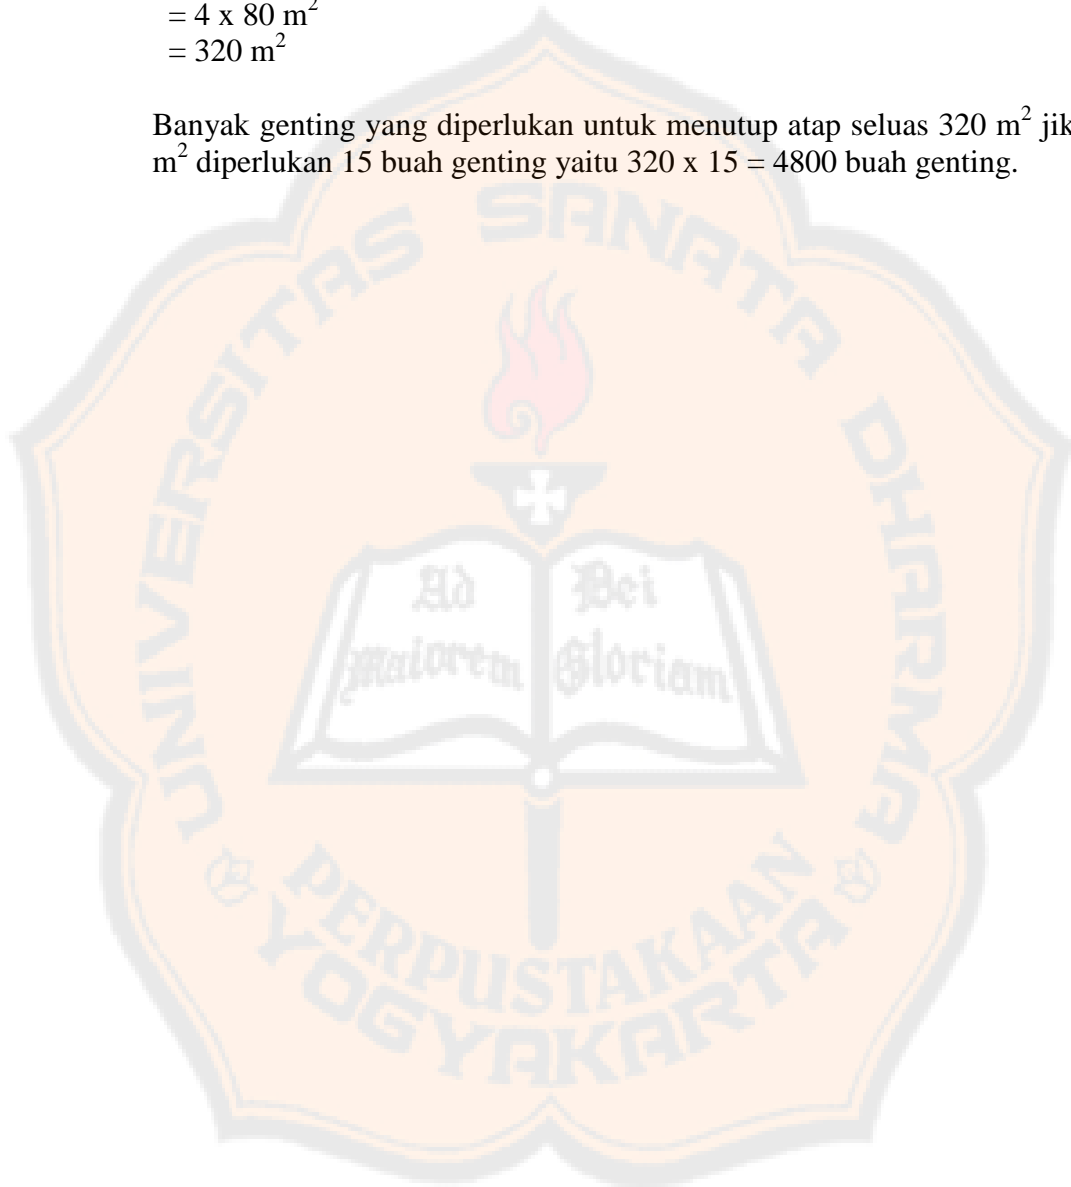 = 4 x 80 m²
= 320 m²
Banyak genting yang diperlukan untuk menutup atap seluas 320 m² jik
m² diperlukan 15 buah genting yaitu 320 x 15 = 4800 buah genting.
UNIVERSITAS SANATA DHARMA
Ad
maiorem
Dei
Gloriam
PERPUSTAKAAN
YOGYAKARTA